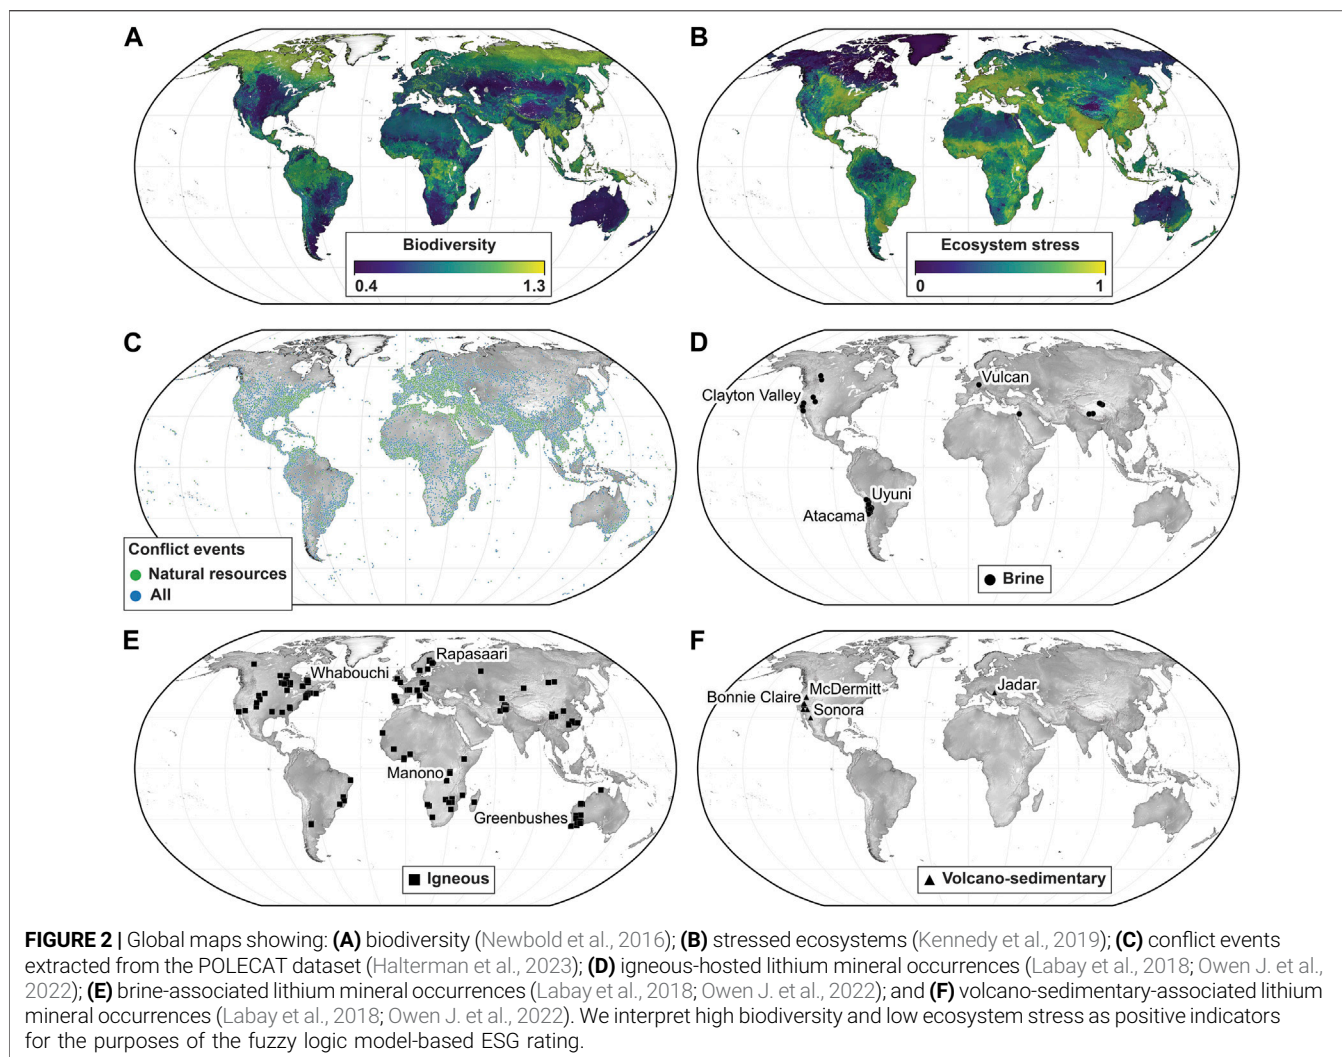 A
B
Biodiversity
0.4 1.3
Ecosystem stress
0 1
C
D
Conflict events
Natural resources
All
Clayton Valley
Vulcan
Uyuni
Atacama
Brine
E
F
Rapasaari
Whabouchi
Manono
Greenbushes
Igneous
McDermitt
Bonnie Claire
Sonora
Jadar
Volcano-sedimentary
FIGURE 2 | Global maps showing: (A) biodiversity (Newbold et al., 2016); (B) stressed ecosystems (Kennedy et al., 2019); (C) conflict events
extracted from the POLECAT dataset (Halterman et al., 2023); (D) igneous-hosted lithium mineral occurrences (Labay et al., 2018; Owen J. et al.,
2022); (E) brine-associated lithium mineral occurrences (Labay et al., 2018; Owen J. et al., 2022); and (F) volcano-sedimentary-associated lithium
mineral occurrences (Labay et al., 2018; Owen J. et al., 2022). We interpret high biodiversity and low ecosystem stress as positive indicators
for the purposes of the fuzzy logic model-based ESG rating.